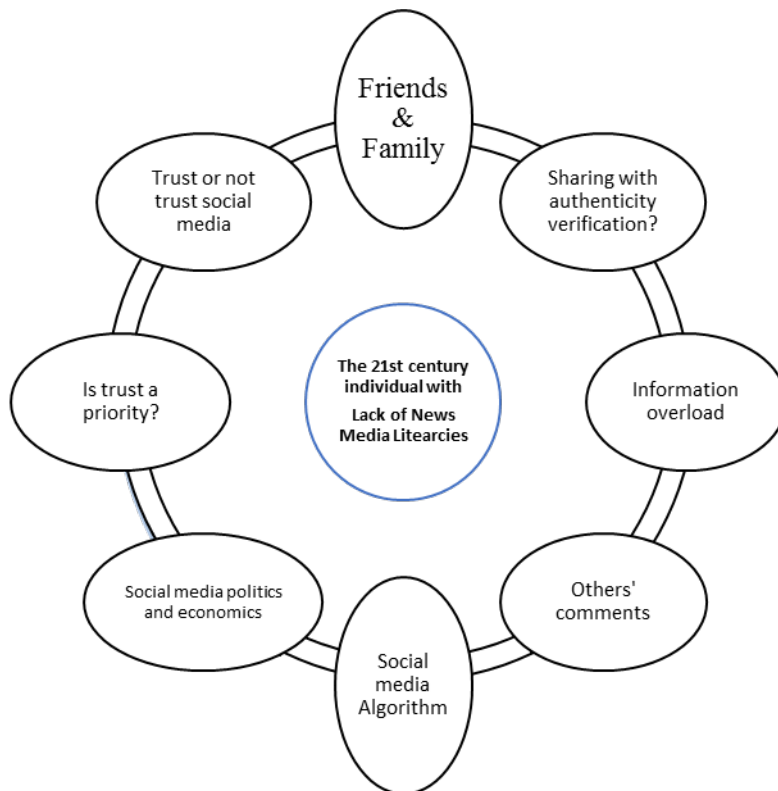 Friends
&
Family
Sharing with
authenticity
verification?
Information
overload
Others'
comments
Social
media
Algorithm
Social media politics
and economics
Is trust a
priority?
Trust or not
trust social
media
The 21st century
individual with
Lack of News
Media Litearcies